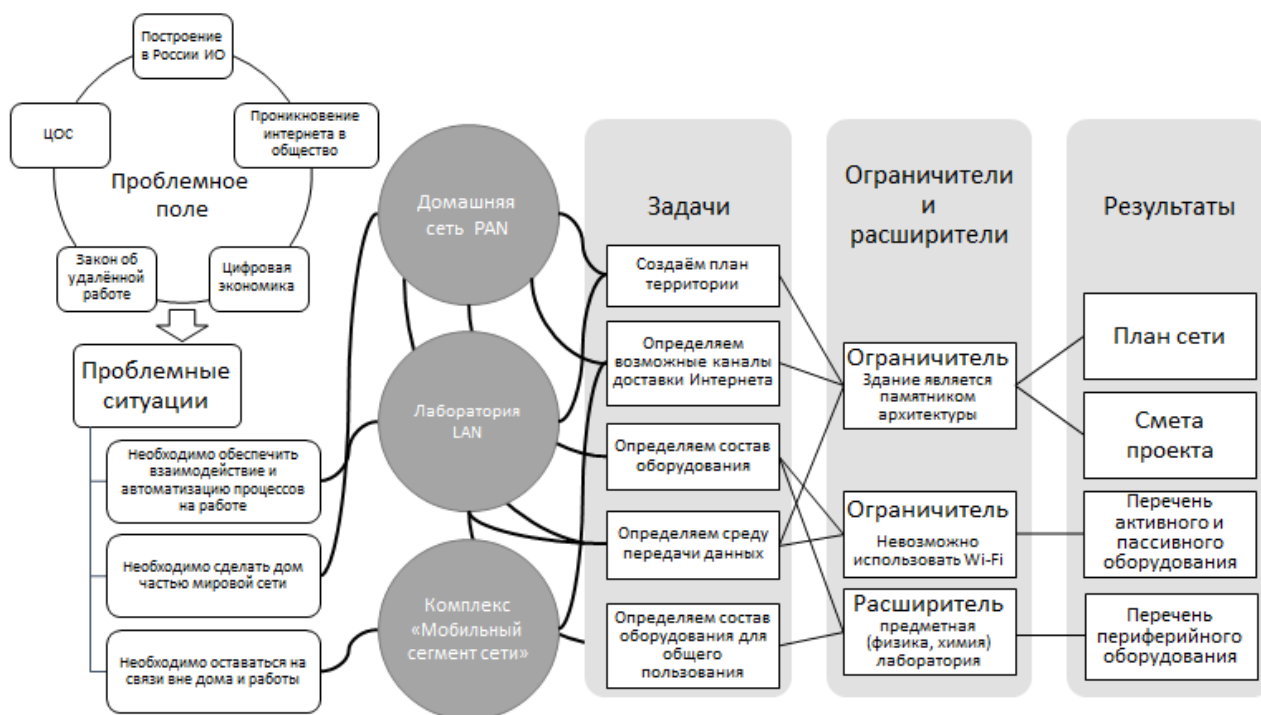 Построение
в России ИО
ЦОС
Проникновение
интернета в
общество
Проблемное
поле
Закон об
удалённой
работе
Цифровая
экономика
Проблемные
ситуации
Необходимо обеспечить
взаимодействие и
автоматизацию процессов
на работе
Необходимо сделать дом
частью мировой сети
Необходимо оставаться на
связи вне дома и работы
Домашняя
сеть PAN
Лаборатория
LAN
Комплекс
«Мобильный
сегмент сети»
Задачи
Создаём план
территории
Определяем
возможные каналы
доставки Интернета
Определяем состав
оборудования
Определяем среду
передачи данных
Определяем состав
оборудования для
общего
пользования
Ограничители
и
расширители
Ограничитель
Здание является
памятником
архитектуры
Ограничитель
Невозможно
использовать Wi-Fi
Расширитель
предметная
(физика, химия)
лаборатория
Результаты
План сети
Смета
проекта
Перечень
активного и
пассивного
оборудования
Перечень
периферийного
оборудования